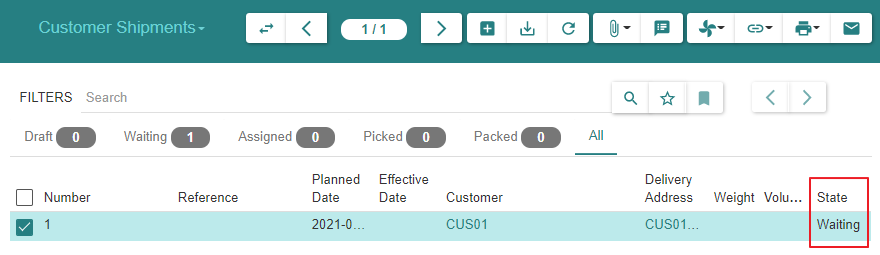 Customer Shipments
1 / 1
FILTERS Search
Draft 0 Waiting 1 Assigned 0 Picked 0 Packed 0 All
Planned Effective Delivery
Number Reference Date Date Customer Address Weight Volu... State
1 2021-0... CUS01 CUS01... Waiting